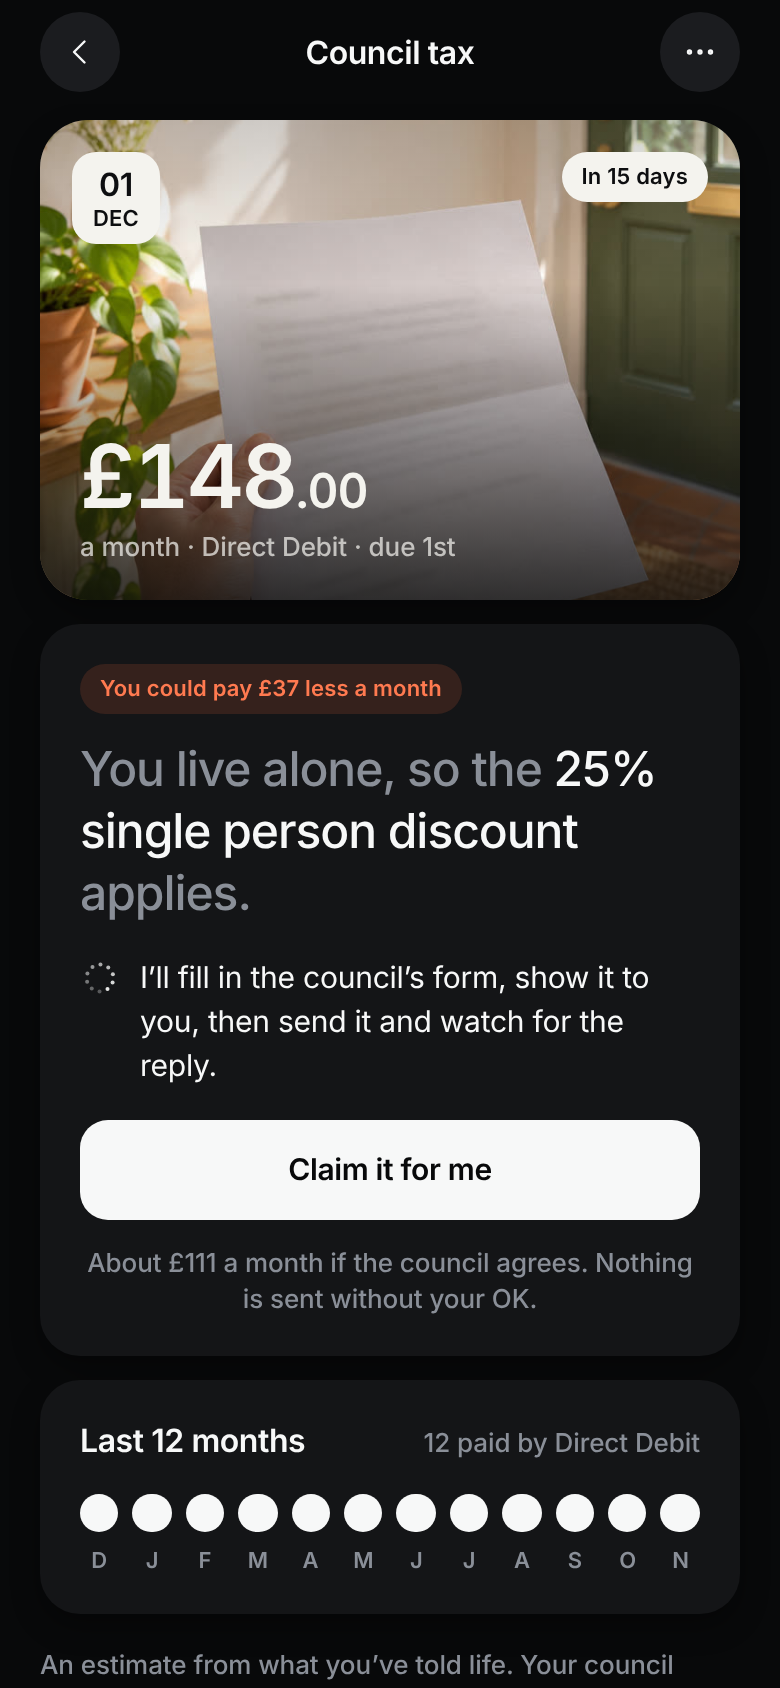 Council tax
01
DEC
In 15 days
£148.00
a month · Direct Debit · due 1st
You could pay £37 less a month
You live alone, so the 25%
single person discount
applies.
I’ll fill in the council’s form, show it to
you, then send it and watch for the
reply.
Claim it for me
About £111 a month if the council agrees. Nothing
is sent without your OK.
Last 12 months
12 paid by Direct Debit
D J F M A M J J A S O N
An estimate from what you’ve told life. Your council